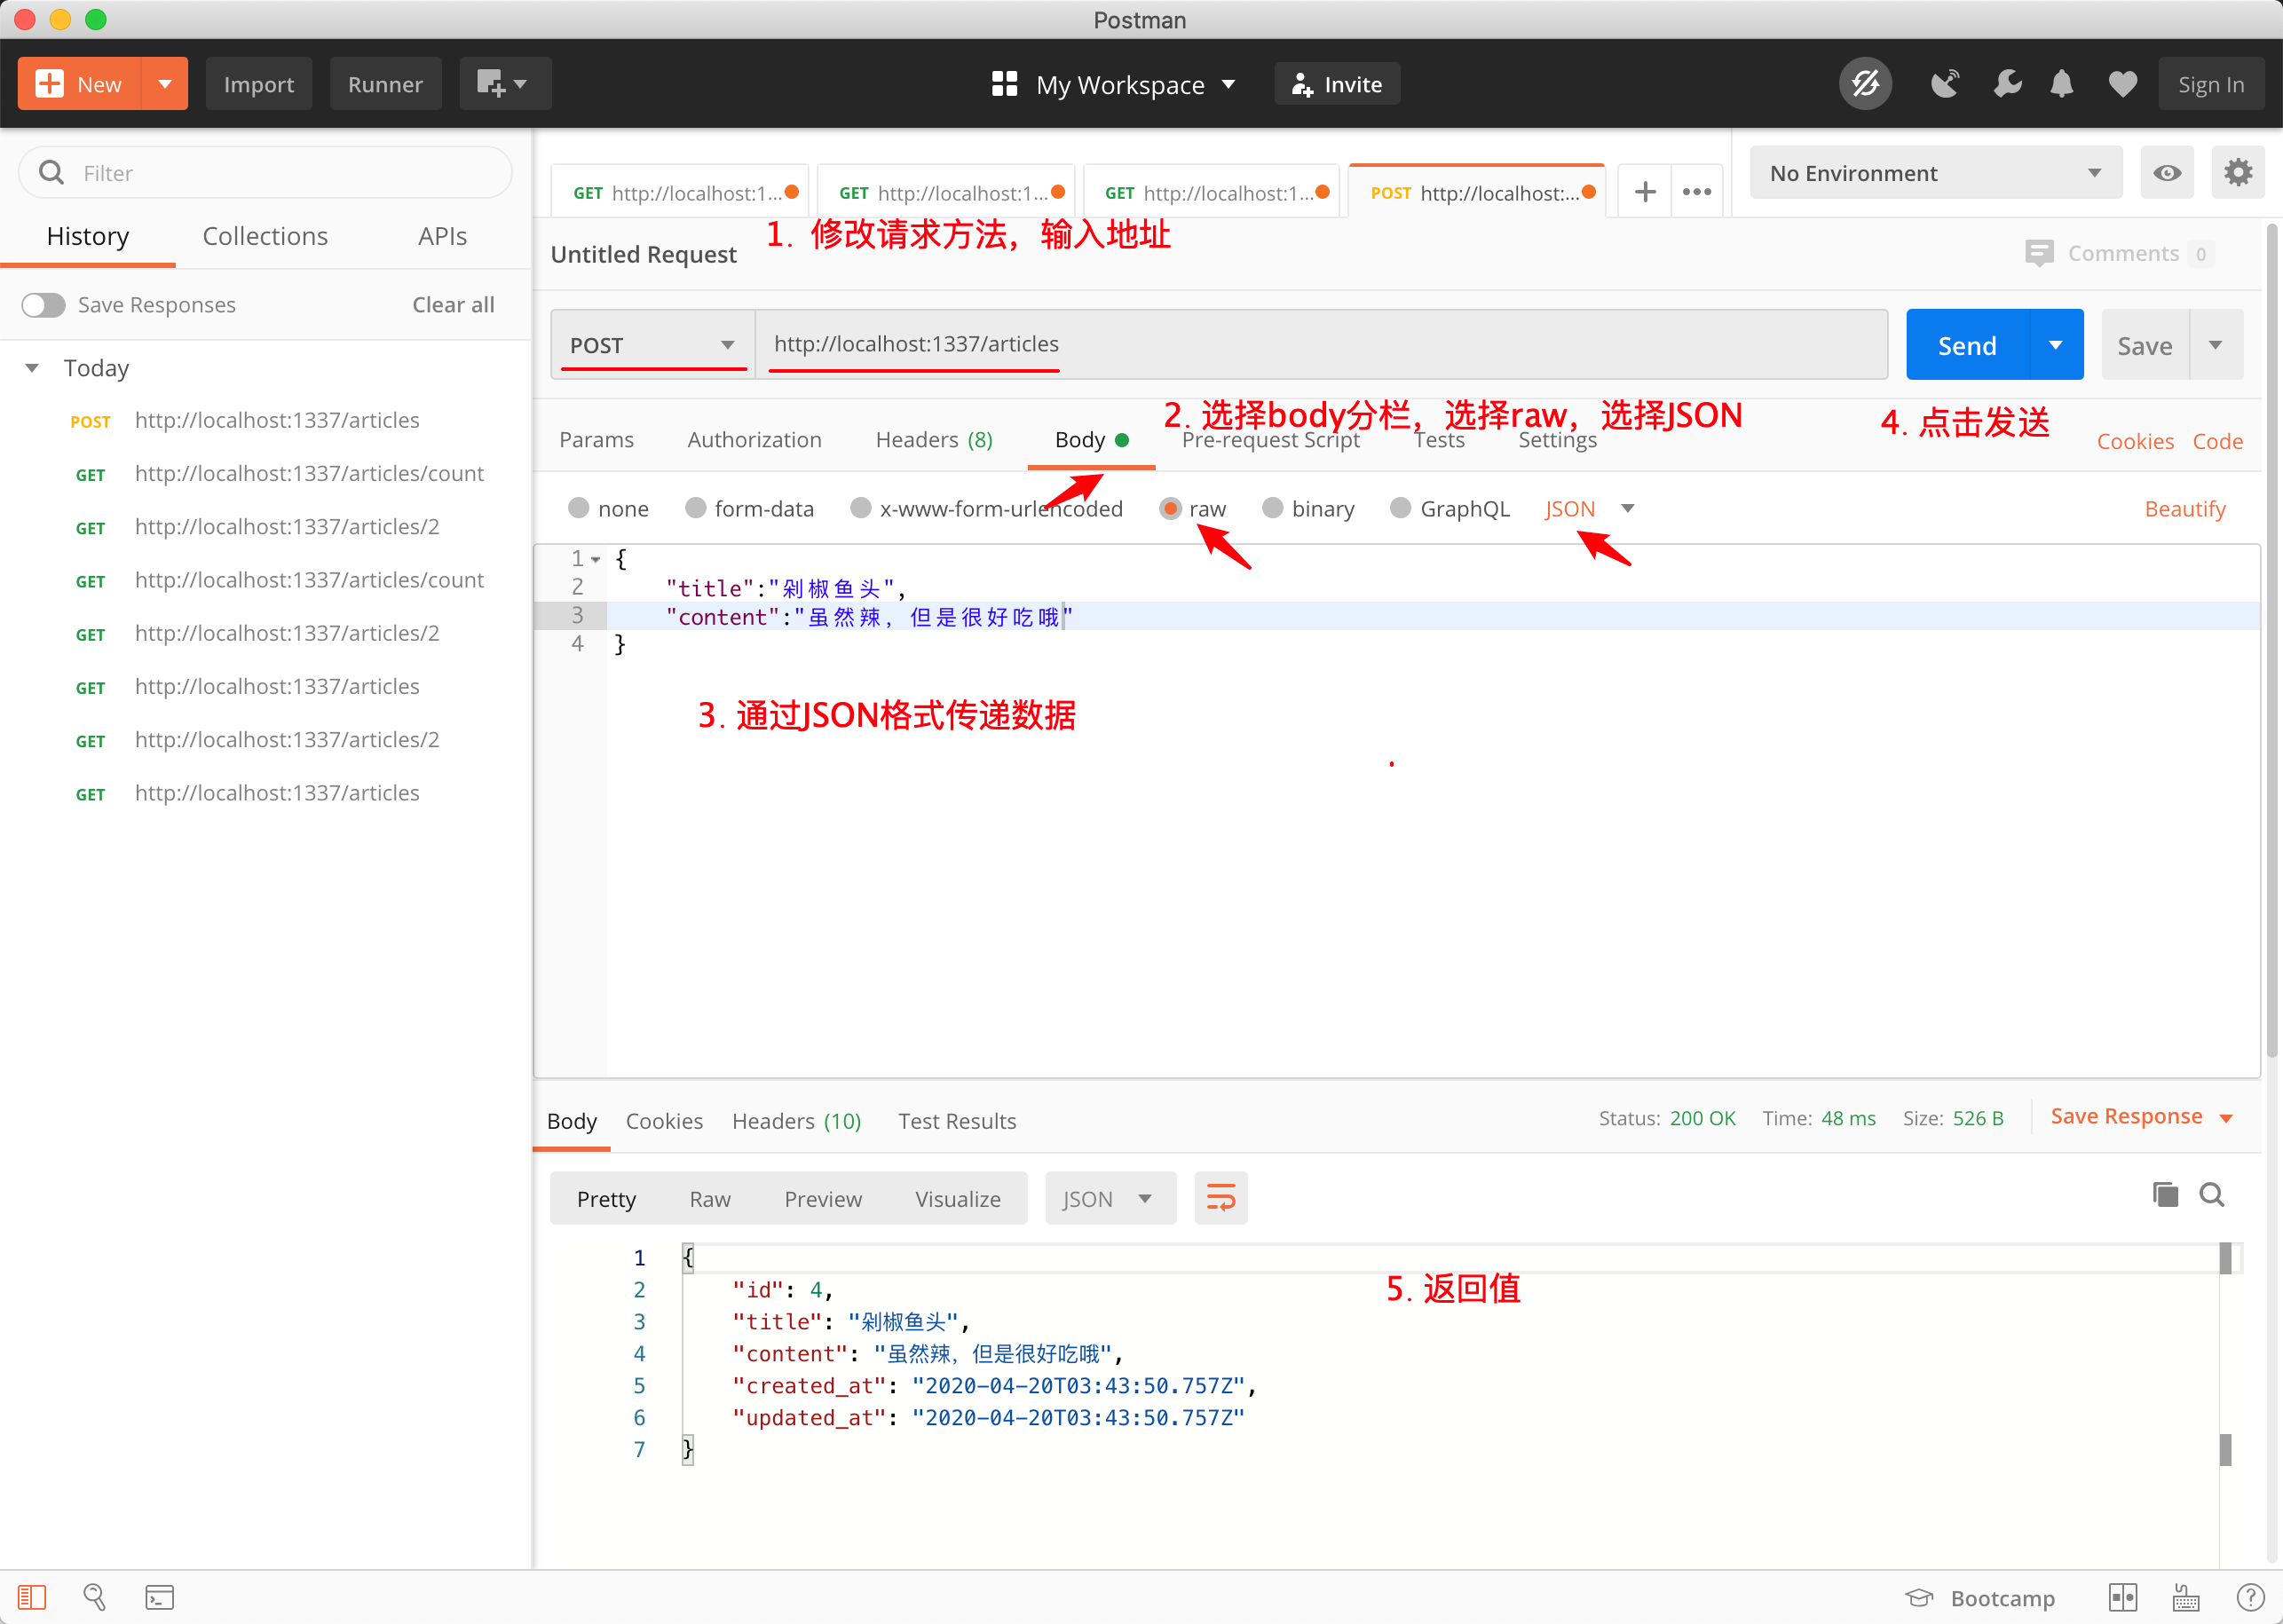 Postman
New Import Runner My Workspace Invite Sign In
Filter
History Collections APIs
Save Responses Clear all
Today
POST http://localhost:1337/articles
GET http://localhost:1337/articles/count
GET http://localhost:1337/articles/2
GET http://localhost:1337/articles/count
GET http://localhost:1337/articles/2
GET http://localhost:1337/articles
GET http://localhost:1337/articles/2
GET http://localhost:1337/articles
GET http://localhost:1... GET http://localhost:1... GET http://localhost:1... POST http://localhost:...
No Environment
1. 修改请求方法，输入地址
Untitled Request
Comments 0
POST http://localhost:1337/articles Send Save
2. 选择body分栏，选择raw，选择JSON
4. 点击发送
Params Authorization Headers (8) Body Pre-request Script Tests Settings Cookies Code
none form-data x-www-form-urlencoded raw binary GraphQL JSON Beautify
1 {
2 "title":"剁椒鱼头",
3 "content":"虽然辣，但是很好吃哦"
4 }
3. 通过JSON格式传递数据
Body Cookies Headers (10) Test Results Status: 200 OK Time: 48 ms Size: 526 B Save Response
Pretty Raw Preview Visualize JSON
1 {
5. 返回值
2 "id": 4,
3 "title": "剁椒鱼头",
4 "content": "虽然辣，但是很好吃哦",
5 "created_at": "2020-04-20T03:43:50.757Z",
6 "updated_at": "2020-04-20T03:43:50.757Z"
7 }
Bootcamp